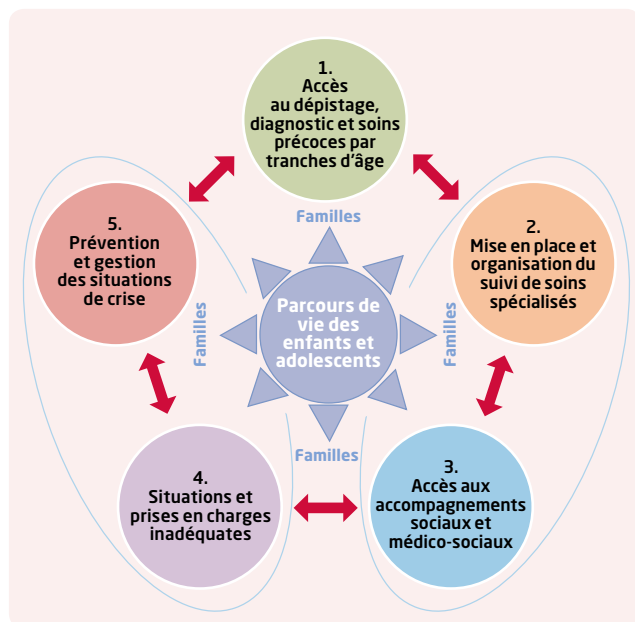 1.
Accès
au dépistage,
diagnostic et soins
précoces par
tranches d'âge
Familles
5.
Prévention
et gestion
des situations
de crise
2.
Mise en place et
organisation du
suivi de soins
spécialisés
Familles
Parcours de
vie des
enfants et
adolescents
Familles
Familles
4.
Situations et
prises en charges
inadéquates
3.
Accès aux
accompagnements
sociaux et
médico-sociaux